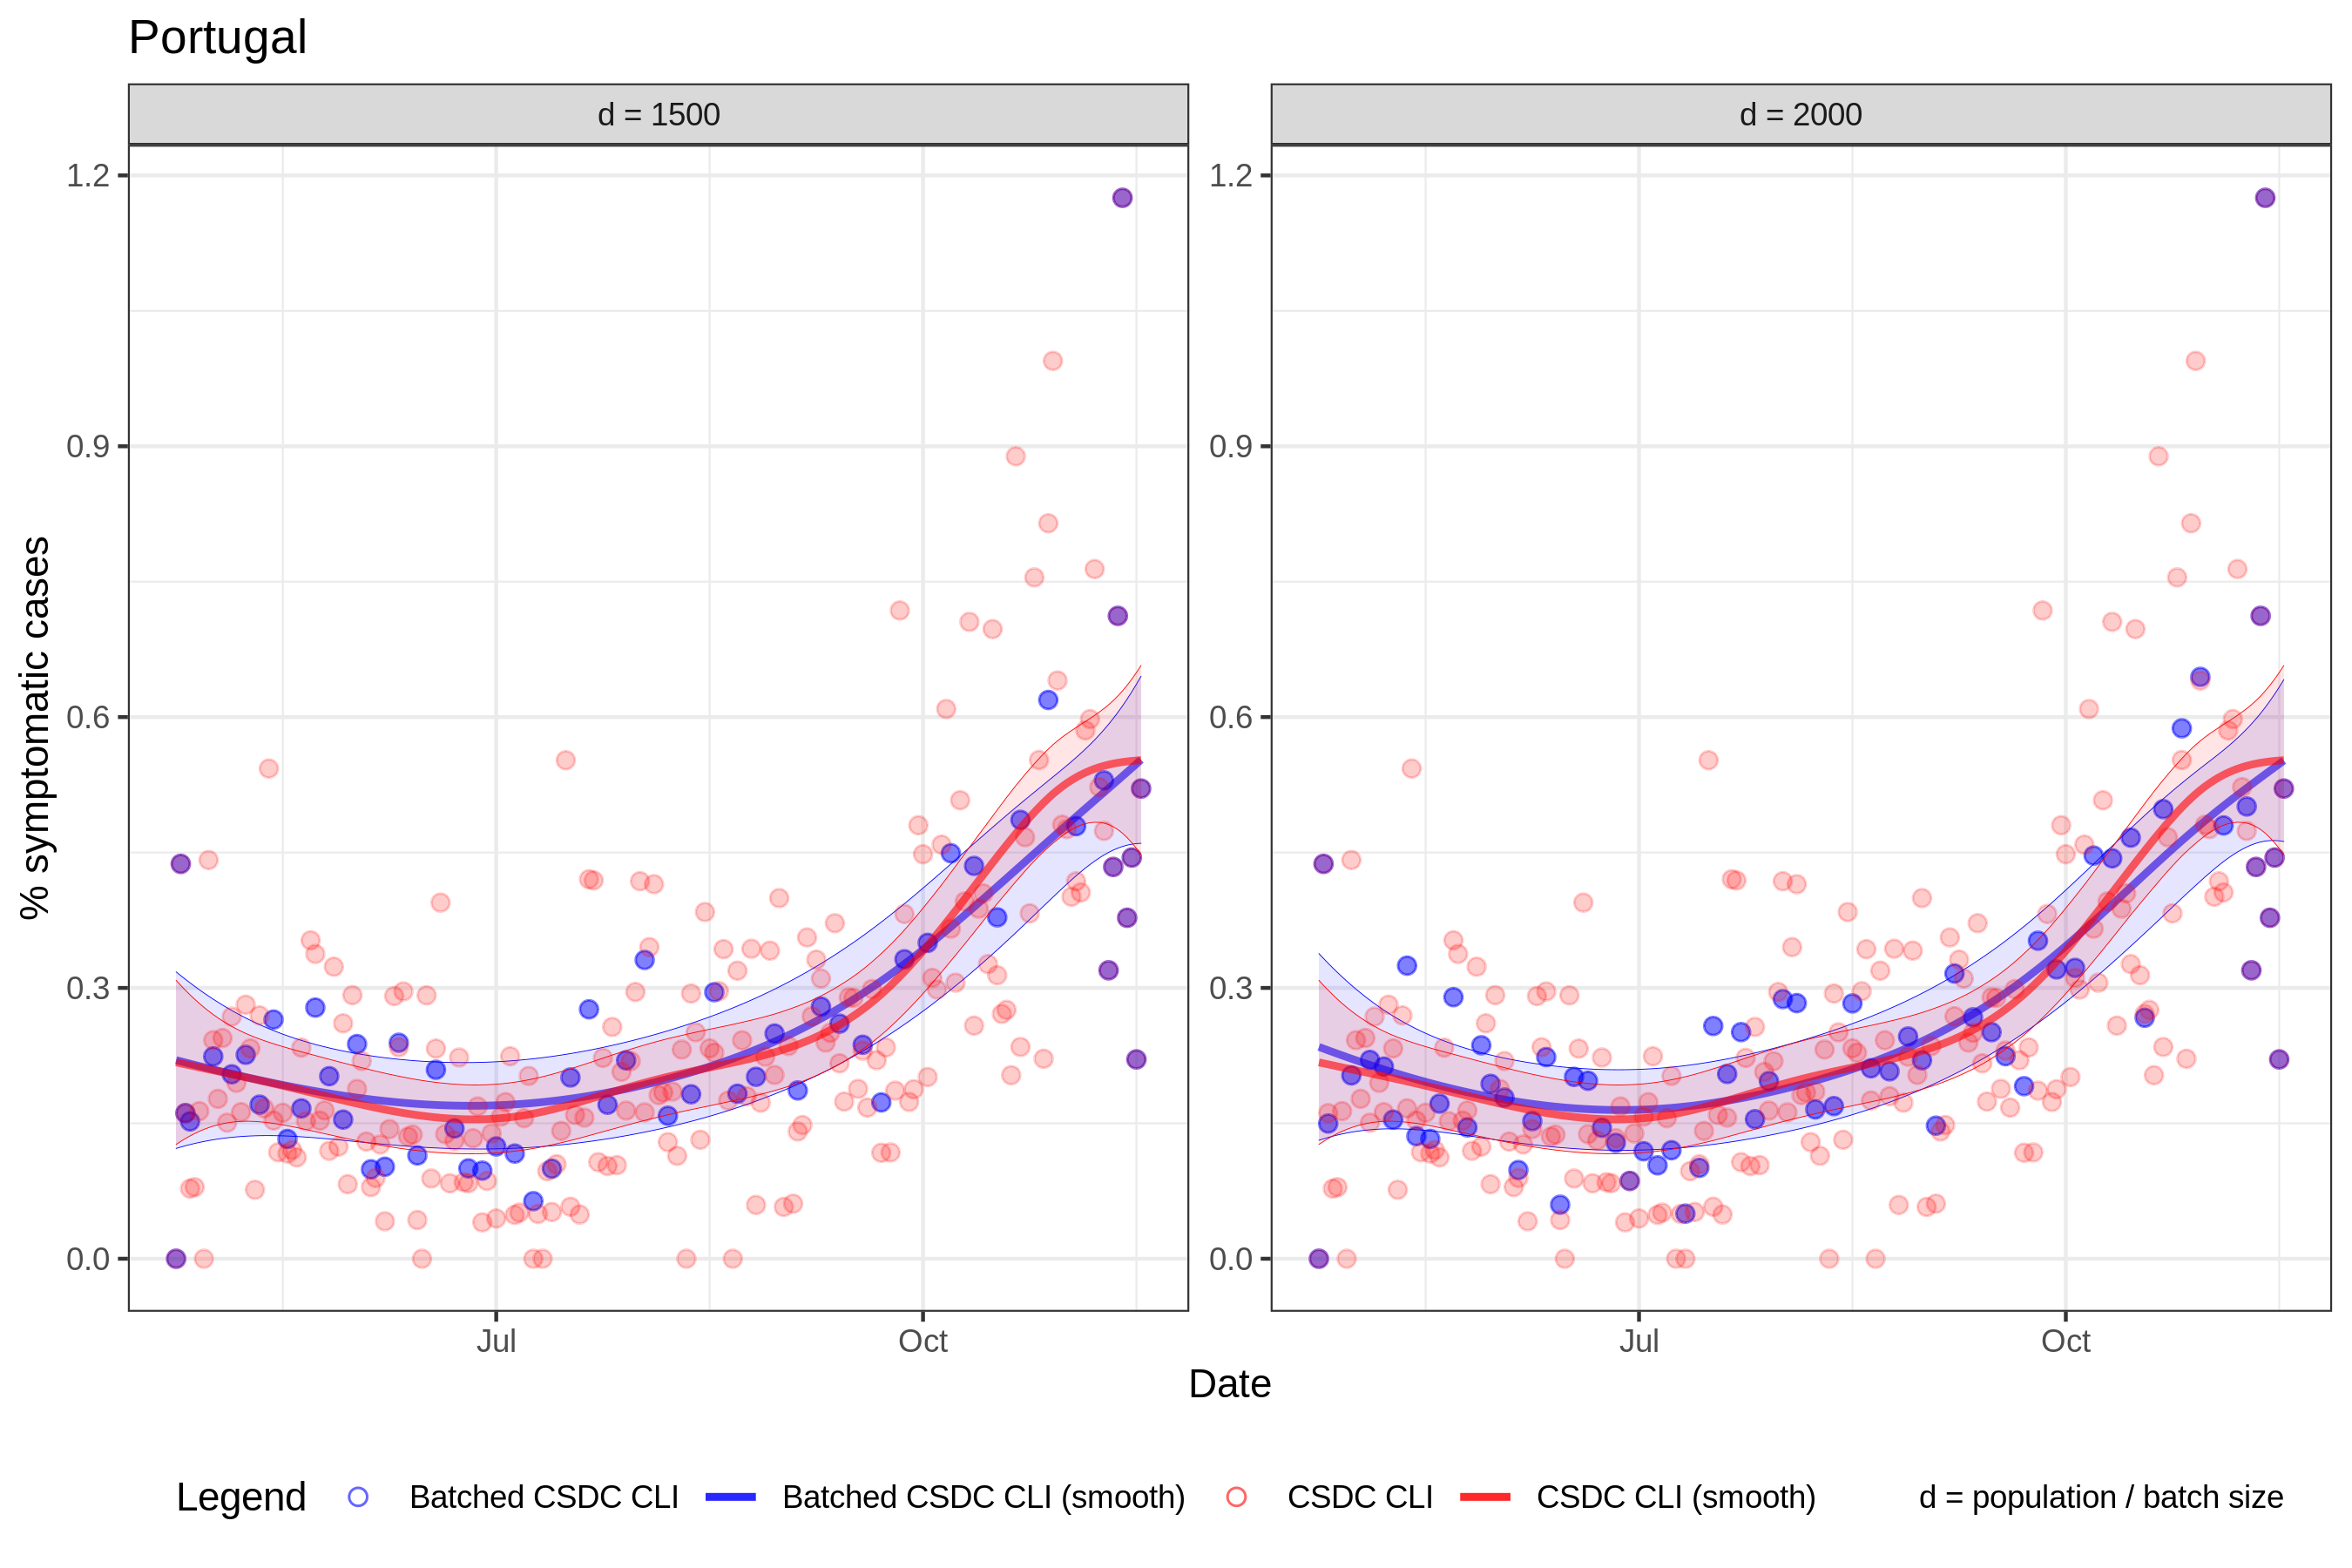 Portugal
d = 1500
d = 2000
1.2
0.9
0.6
0.3
0.0
1.2
0.9
0.6
0.3
0.0
% symptomatic cases
Jul
Oct
Jul
Oct
Date
Legend
Batched CSDC CLI
Batched CSDC CLI (smooth)
CSDC CLI
CSDC CLI (smooth)
d = population / batch size